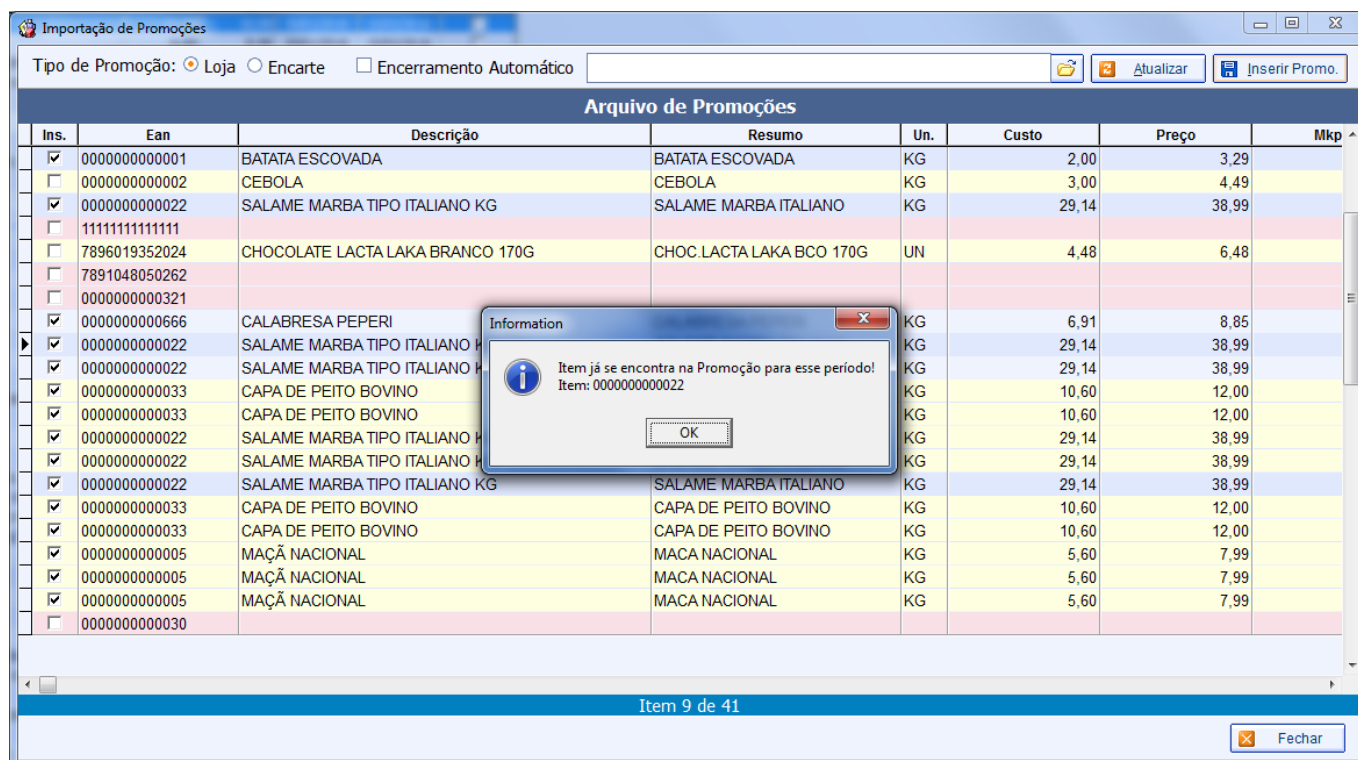 Importação de Promoções
Tipo de Promoção: Loja Encarte Encerramento Automático Atualizar Inserir Promo.
Arquivo de Promoções
Ins. Ean Descrição Resumo Un. Custo Preço Mkp
0000000000001 BATATA ESCOVADA BATATA ESCOVADA KG 2,00 3,29
0000000000002 CEBOLA CEBOLA KG 3,00 4,49
0000000000022 SALAME MARBA TIPO ITALIANO KG SALAME MARBA ITALIANO KG 29,14 38,99
11111111111111
7896019352024 CHOCOLATE LACTA LAKA BRANCO 170G CHOC.LACTA LAKA BCO 170G UN 4,48 6,48
7891048050262
0000000000321
0000000000666 CALABRESA PEPERI KG 6,91 8,85
0000000000022 SALAME MARBA TIPO ITALIANO KG 29,14 38,99
0000000000022 SALAME MARBA TIPO ITALIANO KG 29,14 38,99
0000000000033 CAPA DE PEITO BOVINO KG 10,60 12,00
0000000000033 CAPA DE PEITO BOVINO KG 10,60 12,00
0000000000022 SALAME MARBA TIPO ITALIANO KG 29,14 38,99
0000000000022 SALAME MARBA TIPO ITALIANO KG 29,14 38,99
0000000000022 SALAME MARBA TIPO ITALIANO KG SALAME MARBA ITALIANO KG 29,14 38,99
0000000000033 CAPA DE PEITO BOVINO CAPA DE PEITO BOVINO KG 10,60 12,00
0000000000033 CAPA DE PEITO BOVINO CAPA DE PEITO BOVINO KG 10,60 12,00
0000000000005 MAÇÃ NACIONAL MACA NACIONAL KG 5,60 7,99
0000000000005 MAÇÃ NACIONAL MACA NACIONAL KG 5,60 7,99
0000000000005 MAÇÃ NACIONAL MACA NACIONAL KG 5,60 7,99
0000000000030
Information
Item já se encontra na Promoção para esse período!
Item: 0000000000022
OK
Item 9 de 41
Fechar